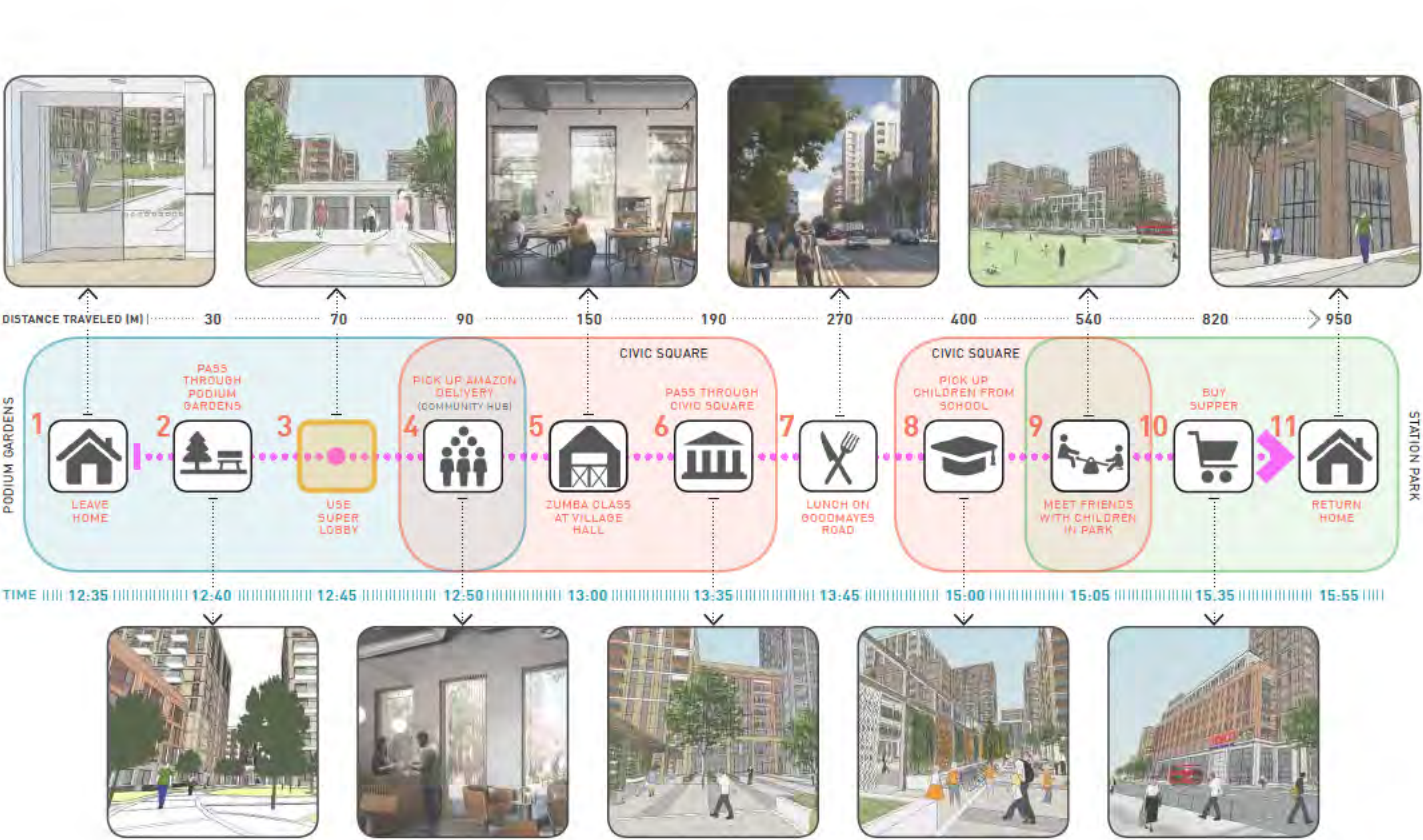 DISTANCE TRAVELED (M) 30 70 90 150 190 270 400 540 820 950
CIVIC SQUARE
CIVIC SQUARE
PODIUM GARDENS
STATION PARK
1
LEAVE
HOME
2
PASS
THROUGH
PODIUM
GARDENS
3
USE
SUPER
LOBBY
4
PICK UP AMAZON
DELIVERY
(COMMUNITY HUB)
5
ZUMBA CLASS
AT VILLAGE
HALL
6
PASS THROUGH
CIVIC SQUARE
7
LUNCH ON
GOODMAYES
ROAD
8
PICK UP
CHILDREN FROM
SCHOOL
9
MEET FRIENDS
WITH CHILDREN
IN PARK
10
BUY
SUPPER
11
RETURN
HOME
TIME 12:35 12:40 12:45 12:50 13:00 13:35 13:45 15:00 15:05 15.35 15:55